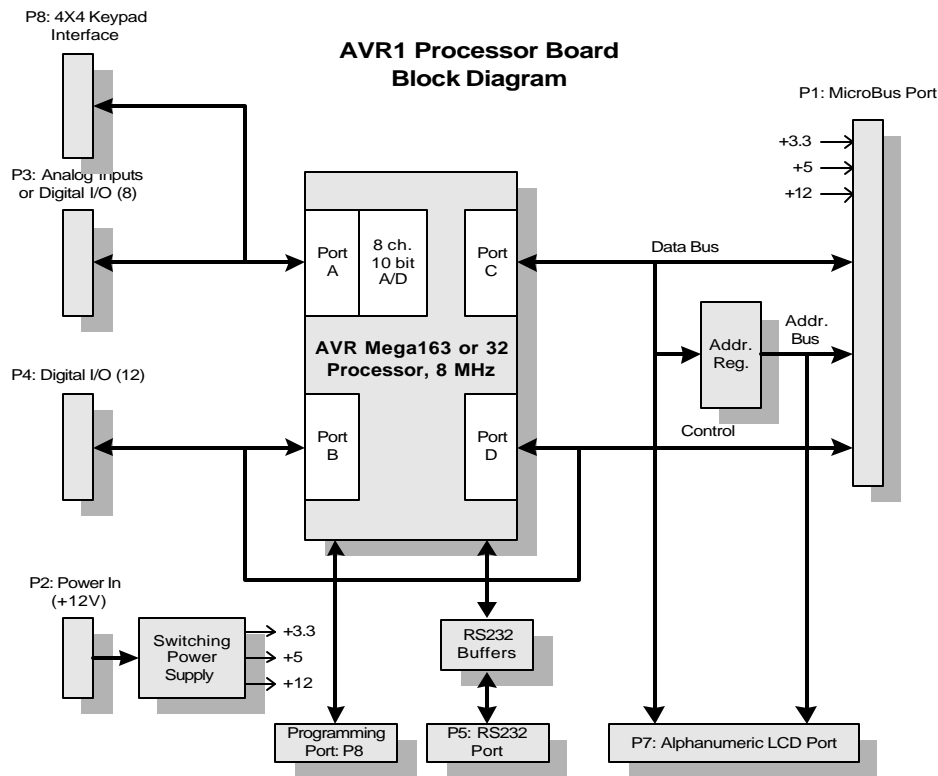 P8: 4X4 Keypad
Interface
AVR1 Processor Board
Block Diagram
P1: MicroBus Port
+3.3
+5
+12
P3: Analog Inputs
or Digital I/O (8)
Port
A
8 ch.
10 bit
A/D
Port
C
Data Bus
Addr.
Bus
Addr.
Reg.
AVR Mega163 or 32
Processor, 8 MHz
P4: Digital I/O (12)
Port
B
Port
D
Control
P2: Power In
(+12V)
Switching
Power
Supply
+3.3
+5
+12
RS232
Buffers
Programming
Port: P8
P5: RS232
Port
P7: Alphanumeric LCD Port